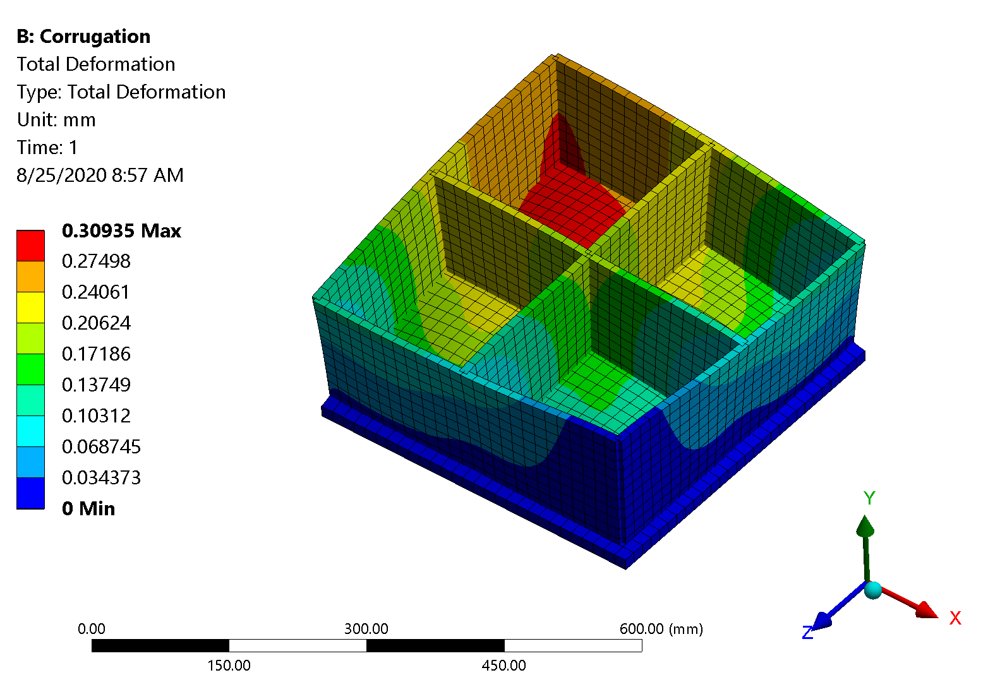 B: Corrugation
Total Deformation
Type: Total Deformation
Unit: mm
Time: 1
8/25/2020 8:57 AM
0.30935 Max
0.27498
0.24061
0.20624
0.17186
0.13749
0.10312
0.068745
0.034373
0 Min
Y
X
Z
0.00 300.00 600.00 (mm)
150.00 450.00